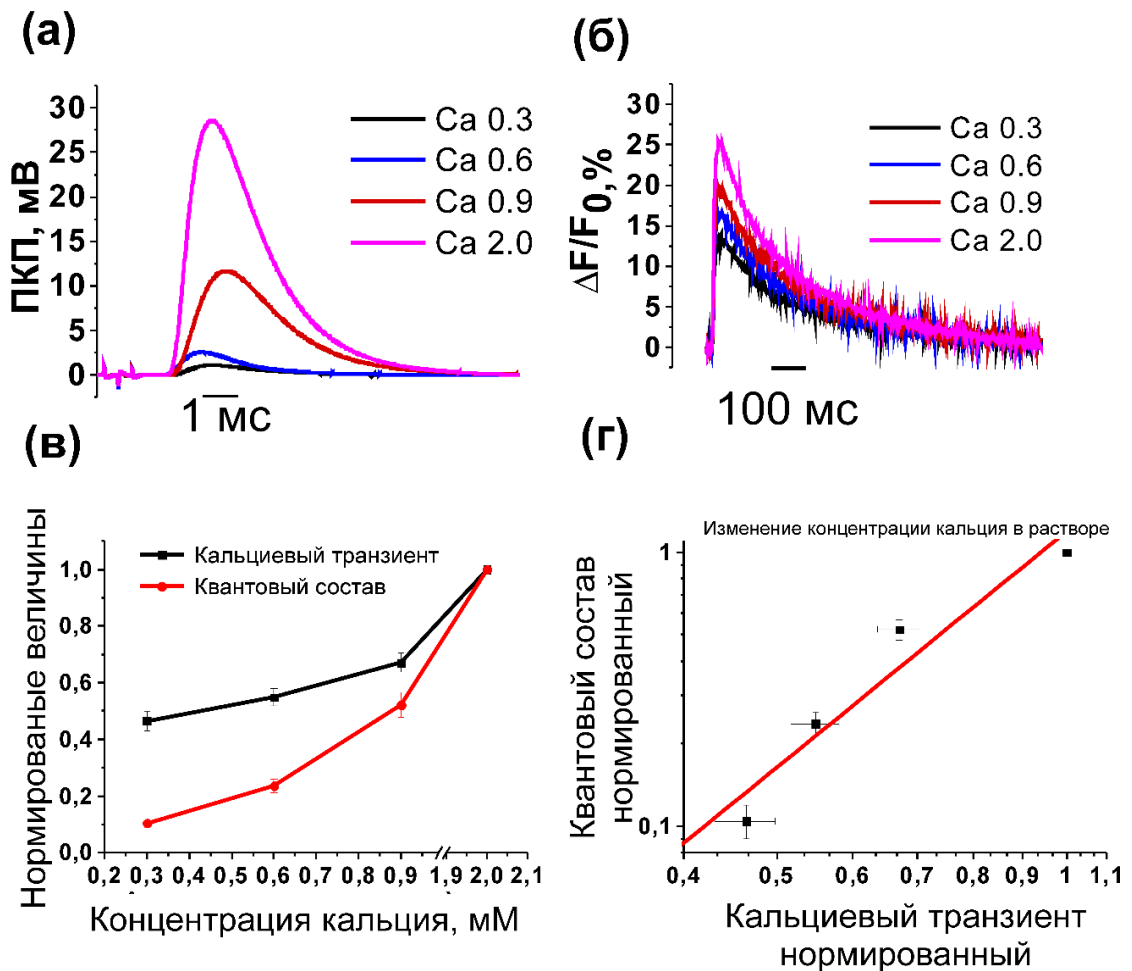 (а)
ПКП, мВ
30
25
20
15
10
5
0
Ca 0.3
Ca 0.6
Ca 0.9
Ca 2.0
1 мс
(б)
ΔF/F0,%
30
25
20
15
10
5
0
Ca 0.3
Ca 0.6
Ca 0.9
Ca 2.0
100 мс
(в)
Нормированые величины
Кальциевый транзиент
Квантовый состав
1,0
0,8
0,6
0,4
0,2
0,0
0,2 0,3 0,4 0,5 0,6 0,7 0,8 0,9 1,9 2,0 2,1
Концентрация кальция, мМ
(г)
Изменение концентрации кальция в растворе
Квантовый состав
нормированный
1
0,1
0,4 0,5 0,6 0,7 0,8 0,9 1 1,1
Кальциевый транзиент
нормированный